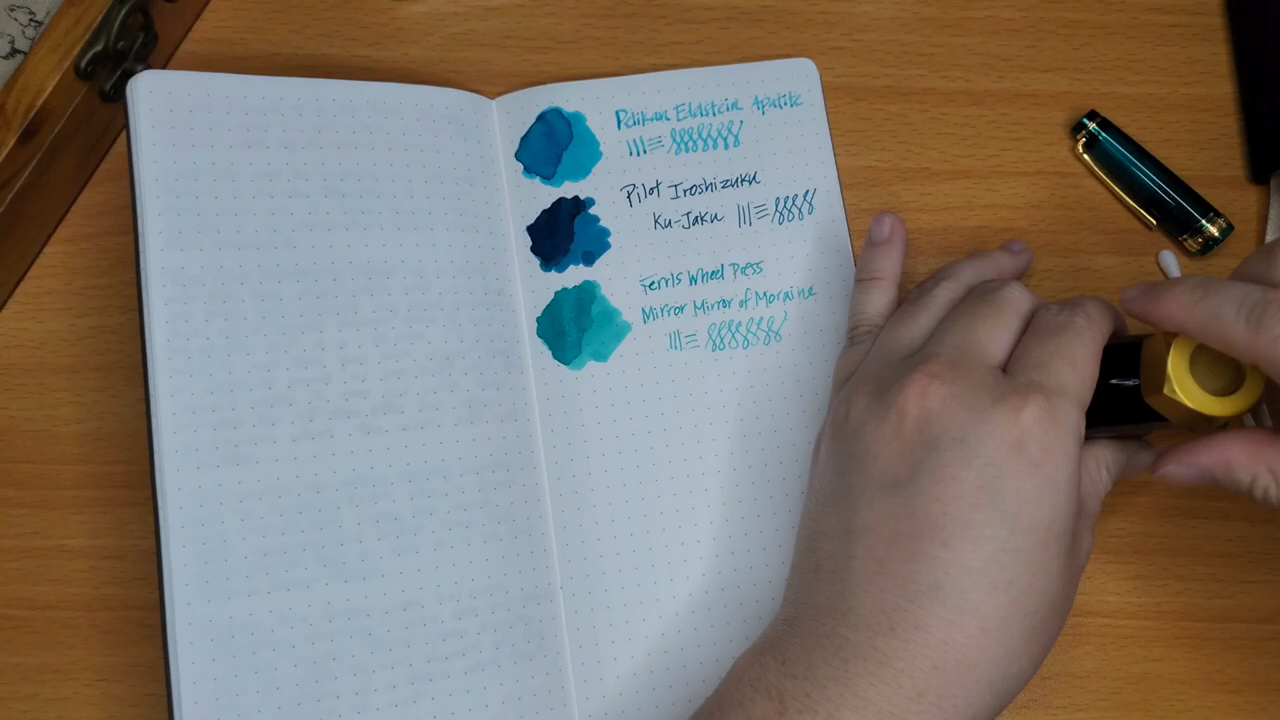 Pelikan Edelstein Apatite
Pilot Iroshizuku
Ku-Jaku
Ferris Wheel Press
Mirror Mirror of Moraine